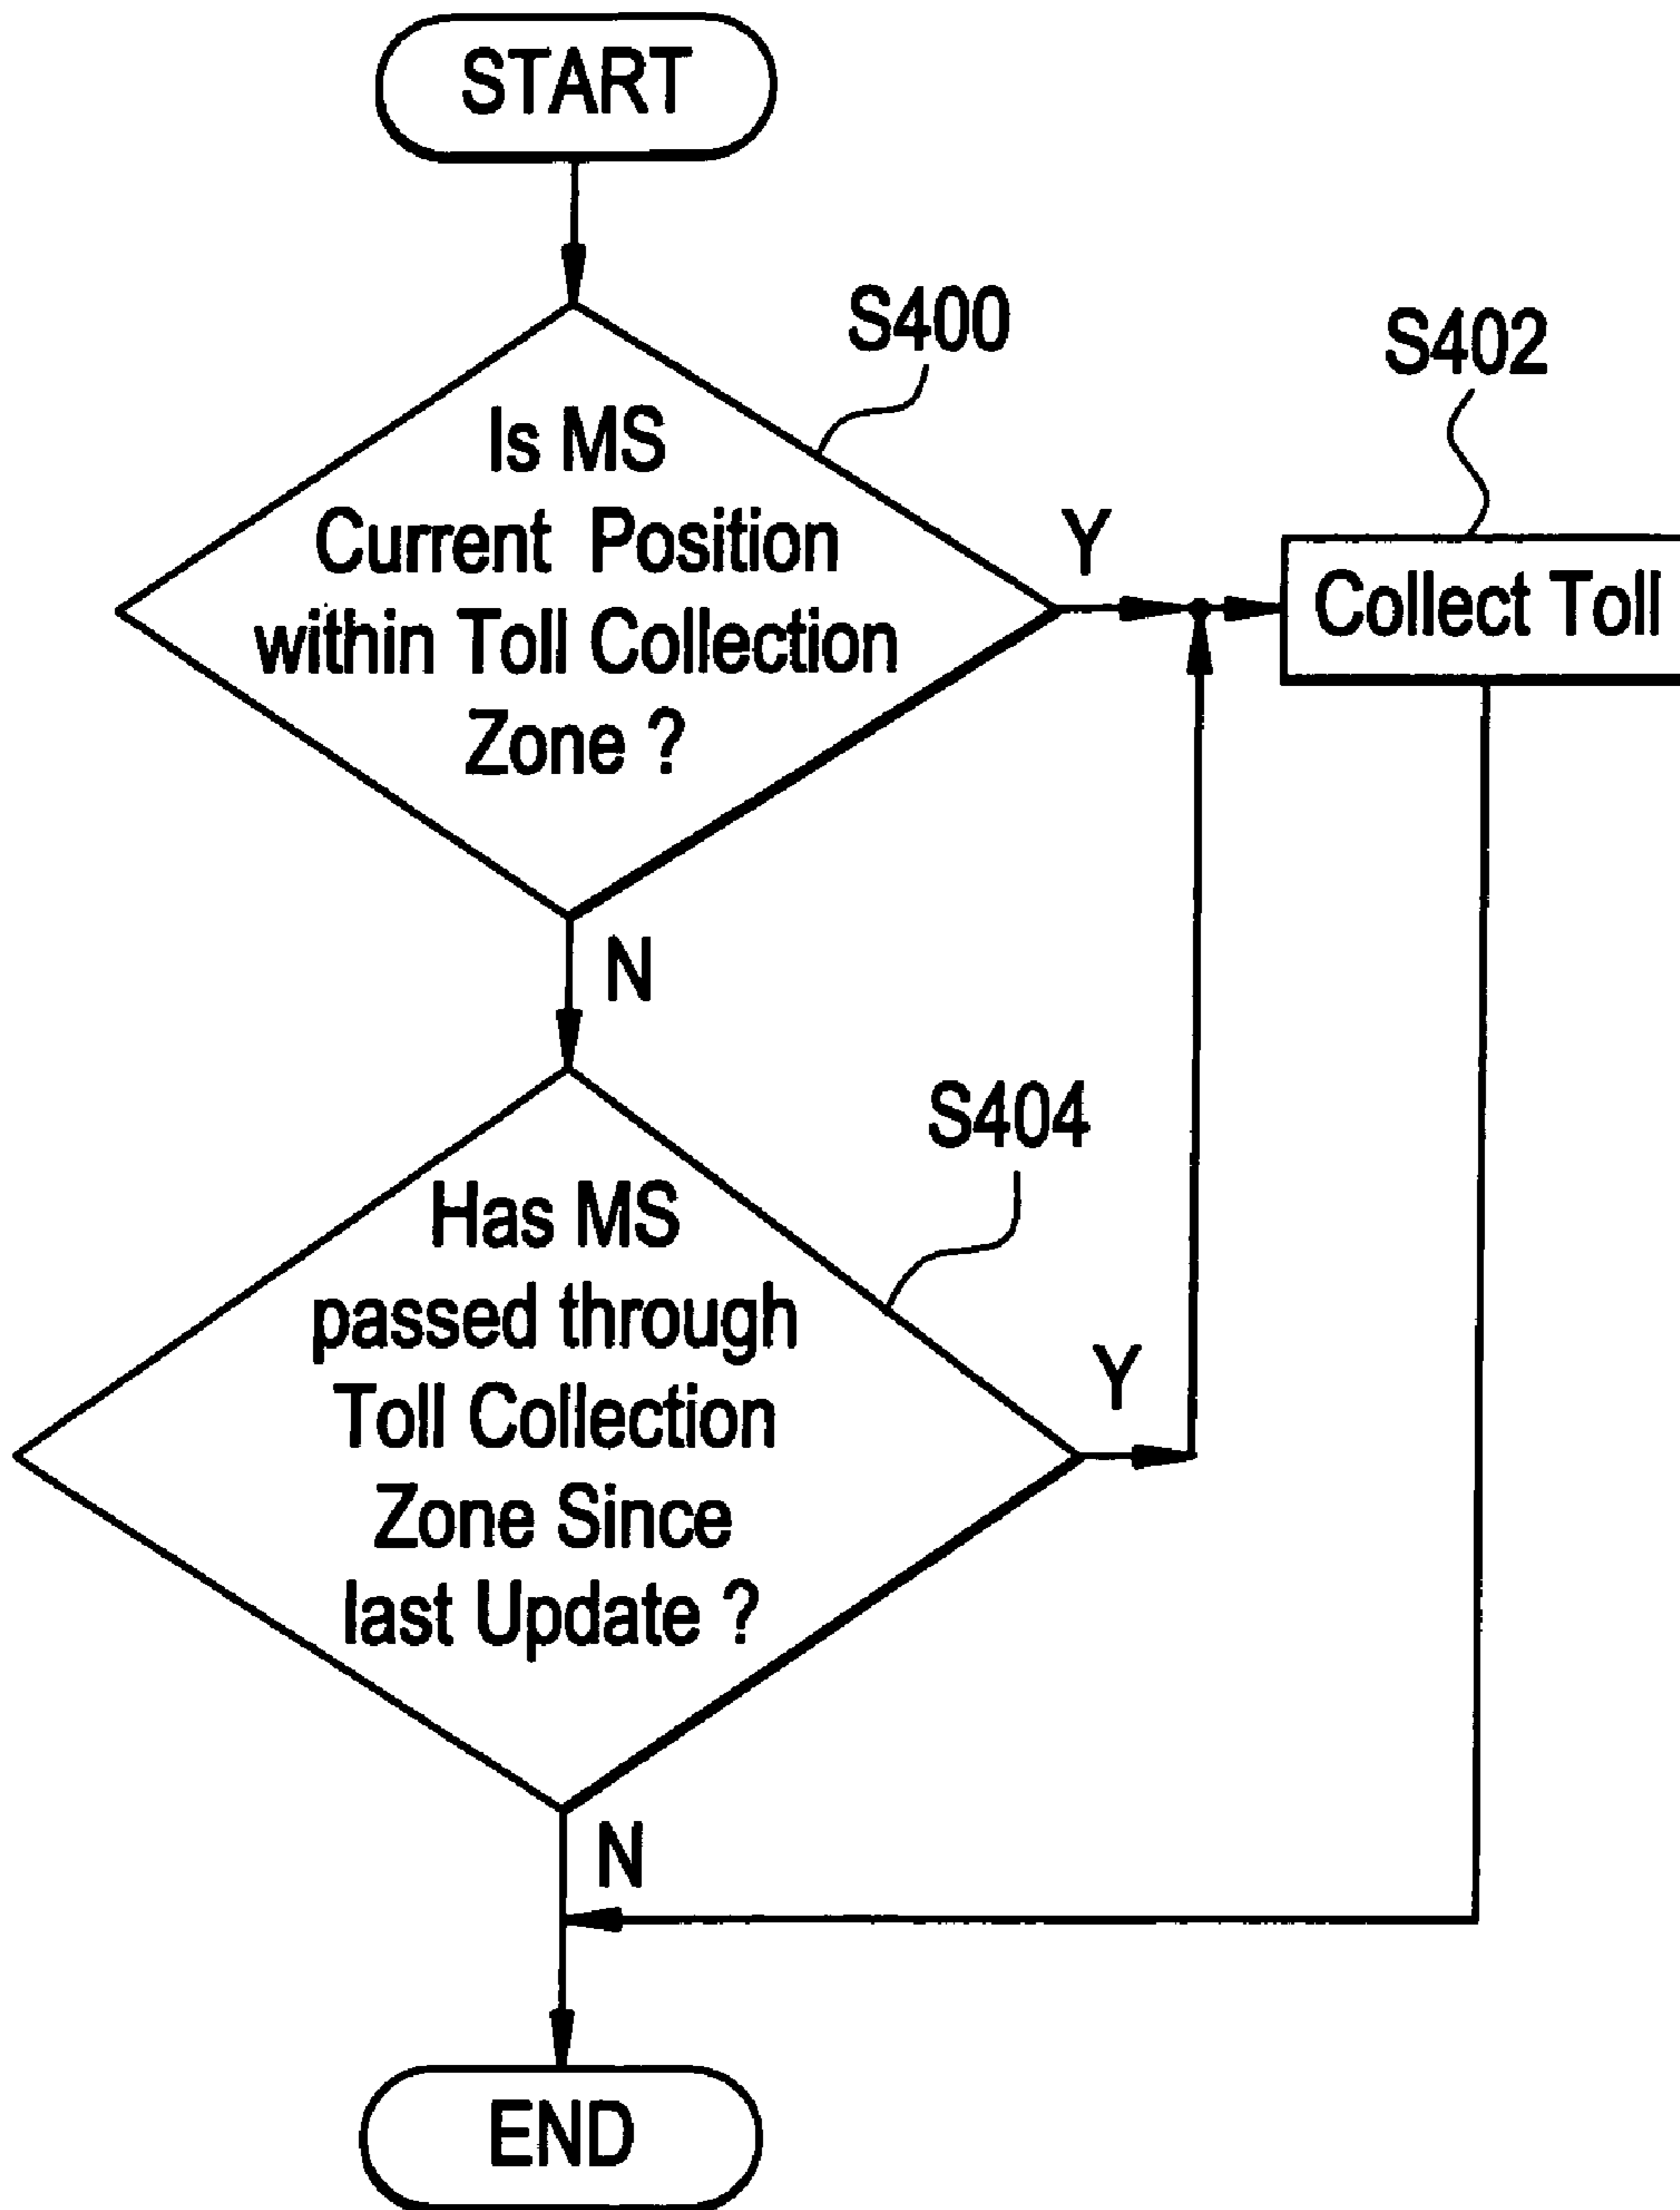 START
S400
S402
Is MS
Current Position
within Toll Collection
Zone ?
Y
Collect Toll
N
S404
Has MS
passed through
Toll Collection
Zone Since
last Update ?
Y
N
END